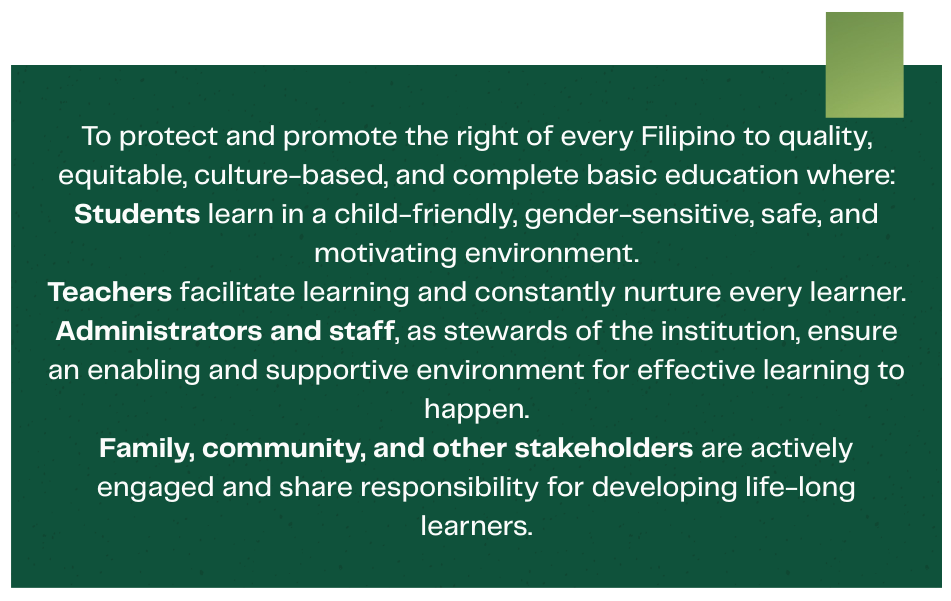 To protect and promote the right of every Filipino to quality,
equitable, culture-based, and complete basic education where:
Students learn in a child-friendly, gender-sensitive, safe, and
motivating environment.
Teachers facilitate learning and constantly nurture every learner.
Administrators and staff, as stewards of the institution, ensure
an enabling and supportive environment for effective learning to
happen.
Family, community, and other stakeholders are actively
engaged and share responsibility for developing life-long
learners.